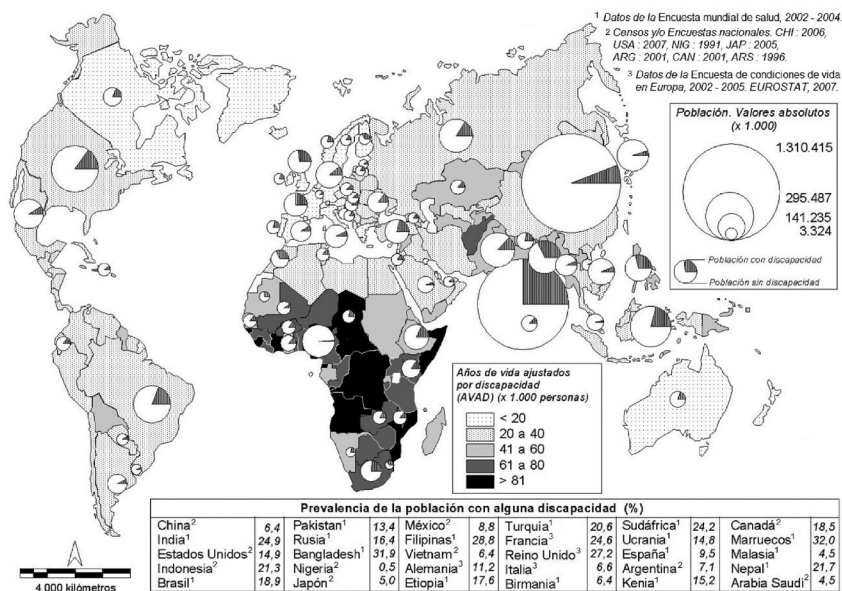 ¹ Datos de la Encuesta mundial de salud, 2002 - 2004.
² Censos y/o Encuestas nacionales. CHI : 2006,
USA : 2007, NIG : 1991, JAP : 2005,
ARG : 2001, CAN : 2001, ARS : 1996.
³ Datos de la Encuesta de condiciones de vida
en Europa, 2002 - 2005. EUROSTAT, 2007.
Población. Valores absolutos
(x 1.000)
1.310.415
295.487
141.235
3.324
Población con discapacidad
Población sin discapacidad
Años de vida ajustados
por discapacidad
(AVAD) (x 1.000 personas)
< 20
20 a 40
41 a 60
61 a 80
> 81
4.000 kilómetros
Prevalencia de la población con alguna discapacidad (%)
China² 6,4 Pakistan¹ 13,4 México² 8,8 Turquia¹ 20,6 Sudáfrica¹ 24,2 Canadá² 18,5
India¹ 24,9 Rusia¹ 16,4 Filipinas¹ 28,8 Francia³ 24,6 Ucrania¹ 14,8 Marruecos¹ 32,0
Estados Unidos² 14,9 Bangladesh¹ 31,9 Vietnam² 6,4 Reino Unido³ 27,2 España¹ 9,5 Malasia¹ 4,5
Indonesia² 21,3 Nigeria² 0,5 Alemania³ 11,2 Italia³ 6,6 Argentina² 7,1 Nepal¹ 21,7
Brasil¹ 18,9 Japón² 5,0 Etiopia¹ 17,6 Birmania¹ 6,4 Kenia¹ 15,2 Arabia Saudi² 4,5